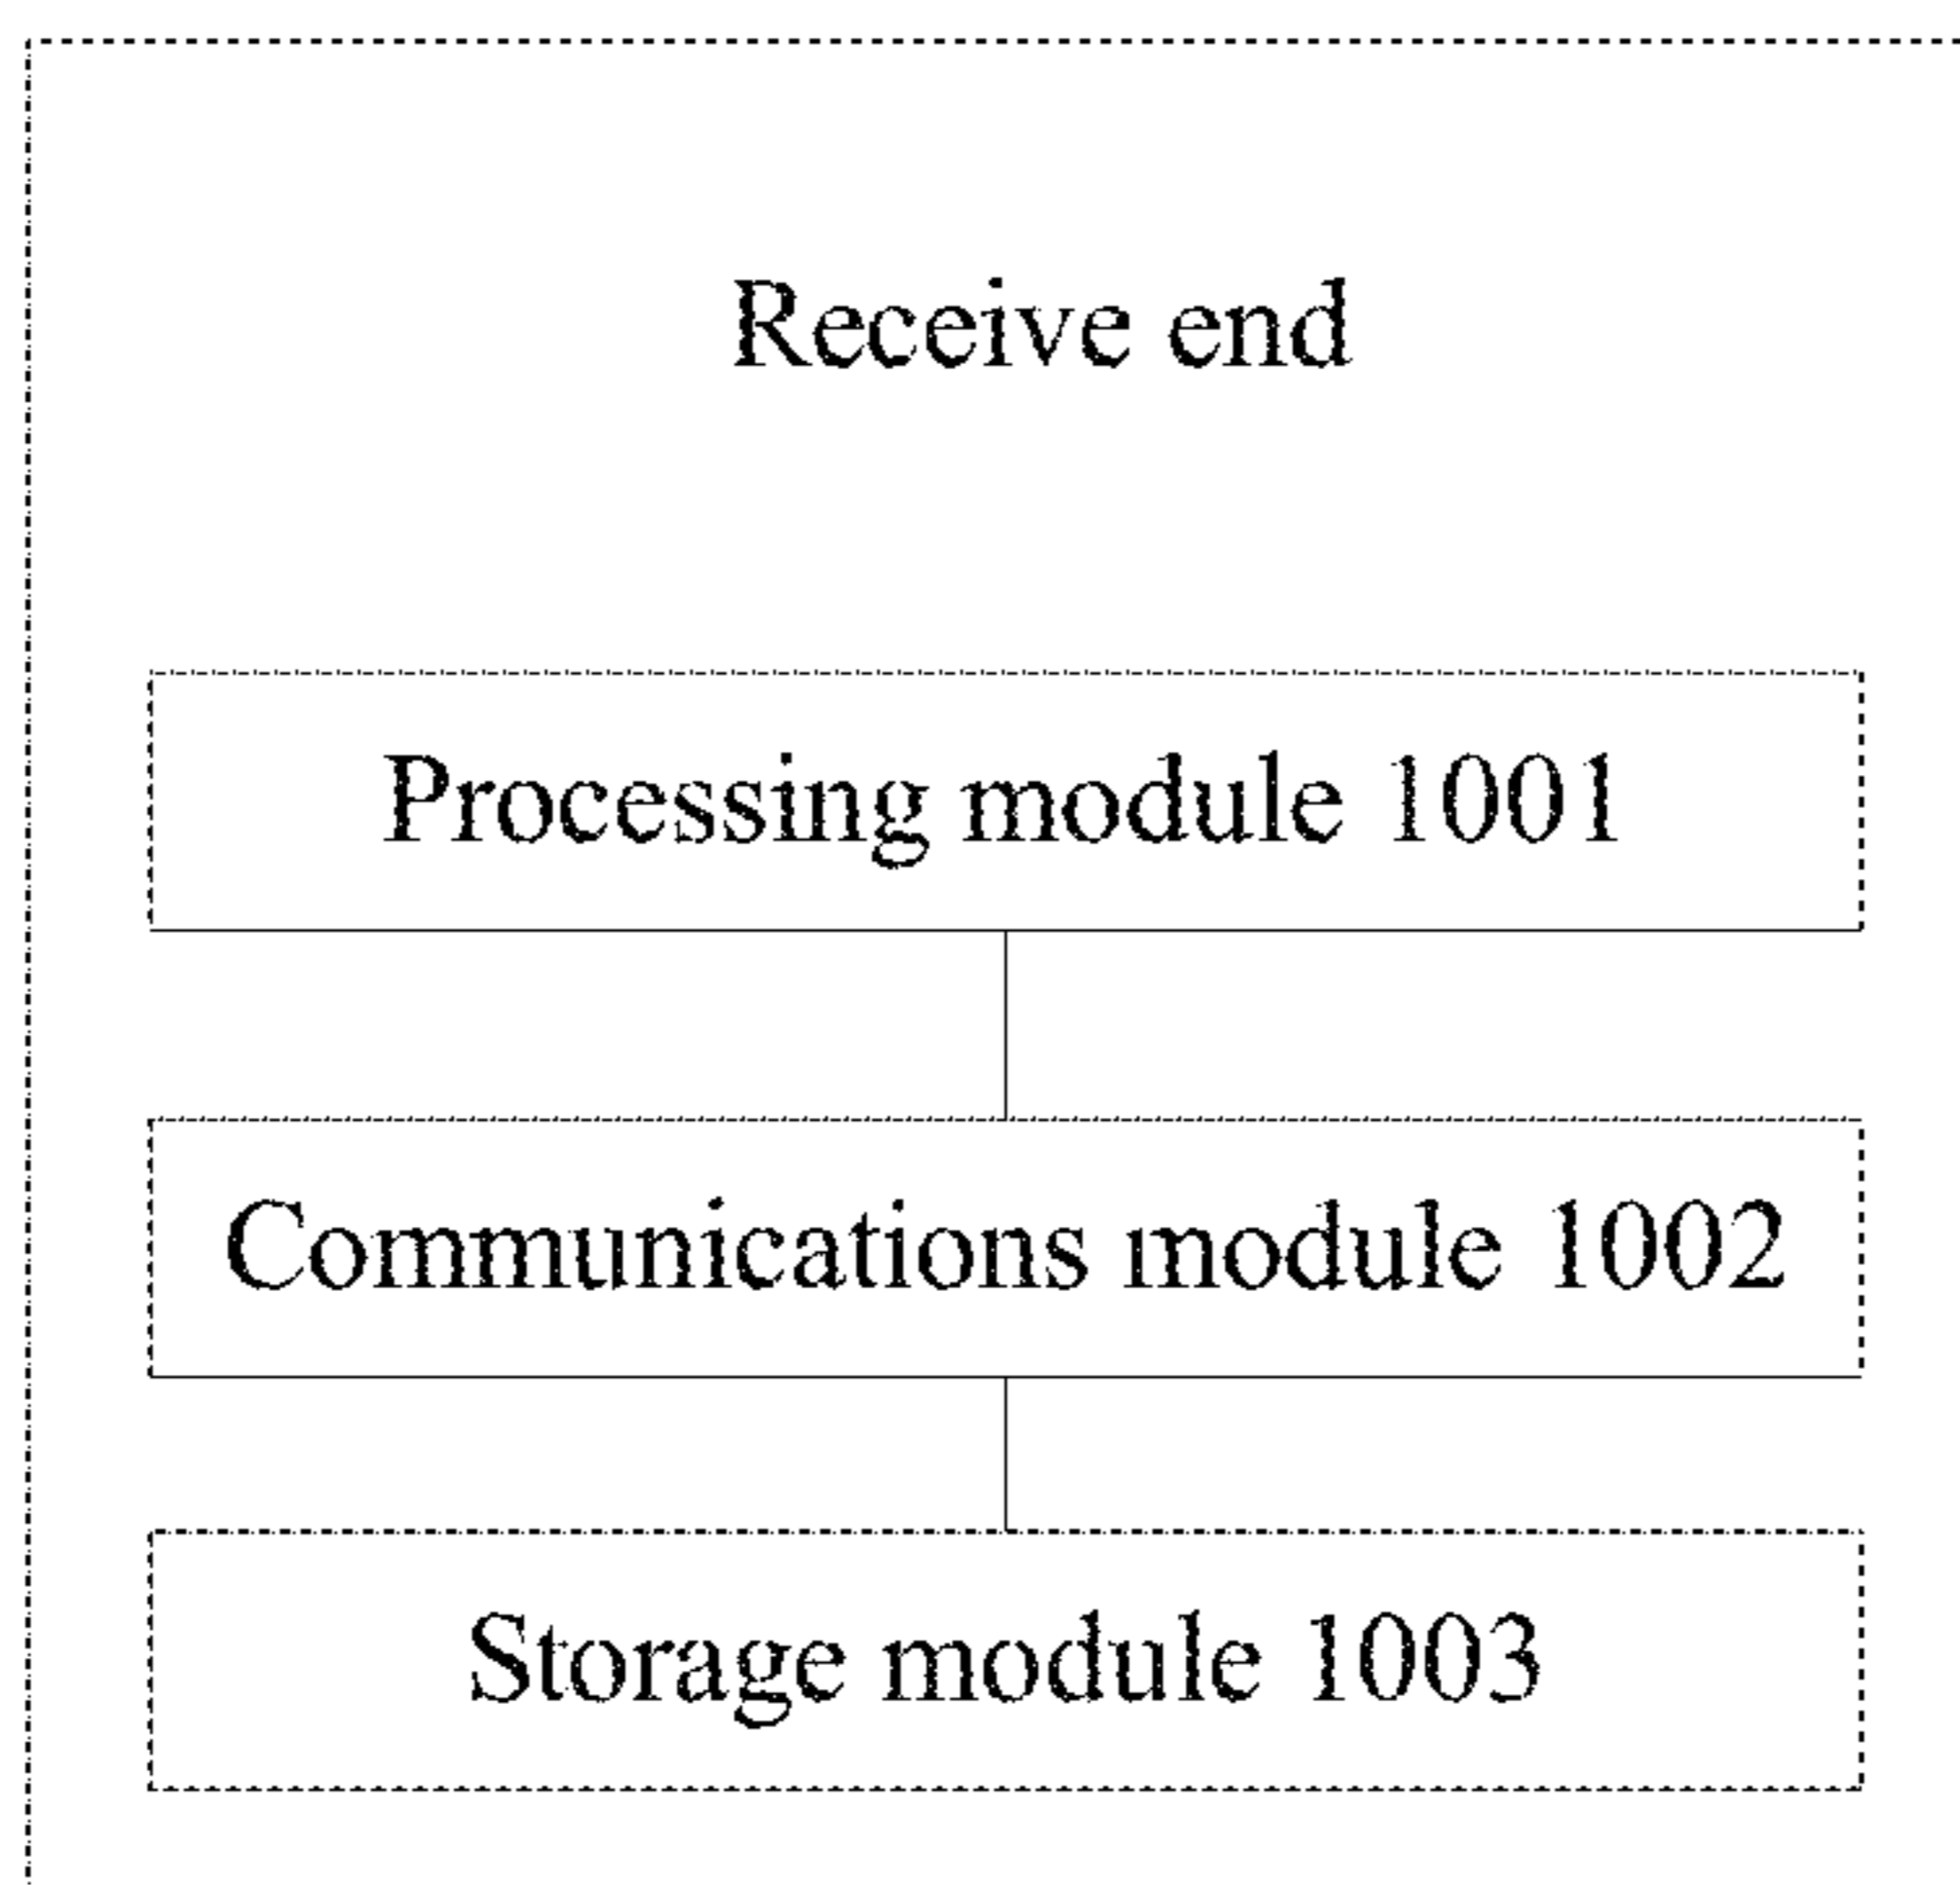 Receive end
Processing module 1001
Communications module 1002
Storage module 1003